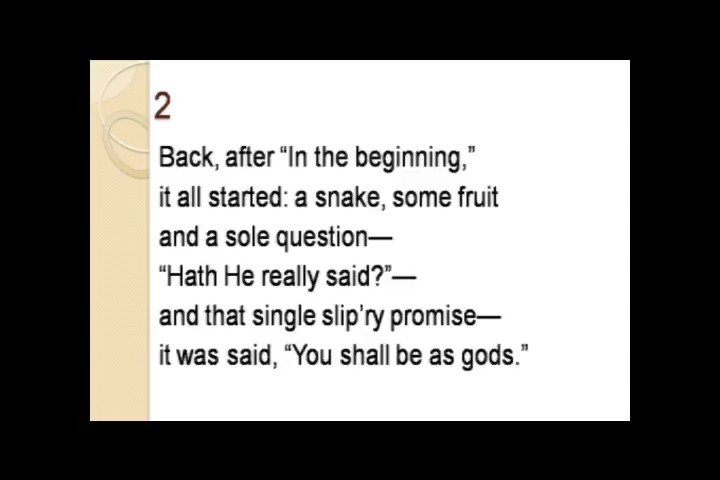 2
Back, after “In the beginning,”
it all started: a snake, some fruit
and a sole question—
“Hath He really said?”—
and that single slip’ry promise—
it was said, “You shall be as gods.”